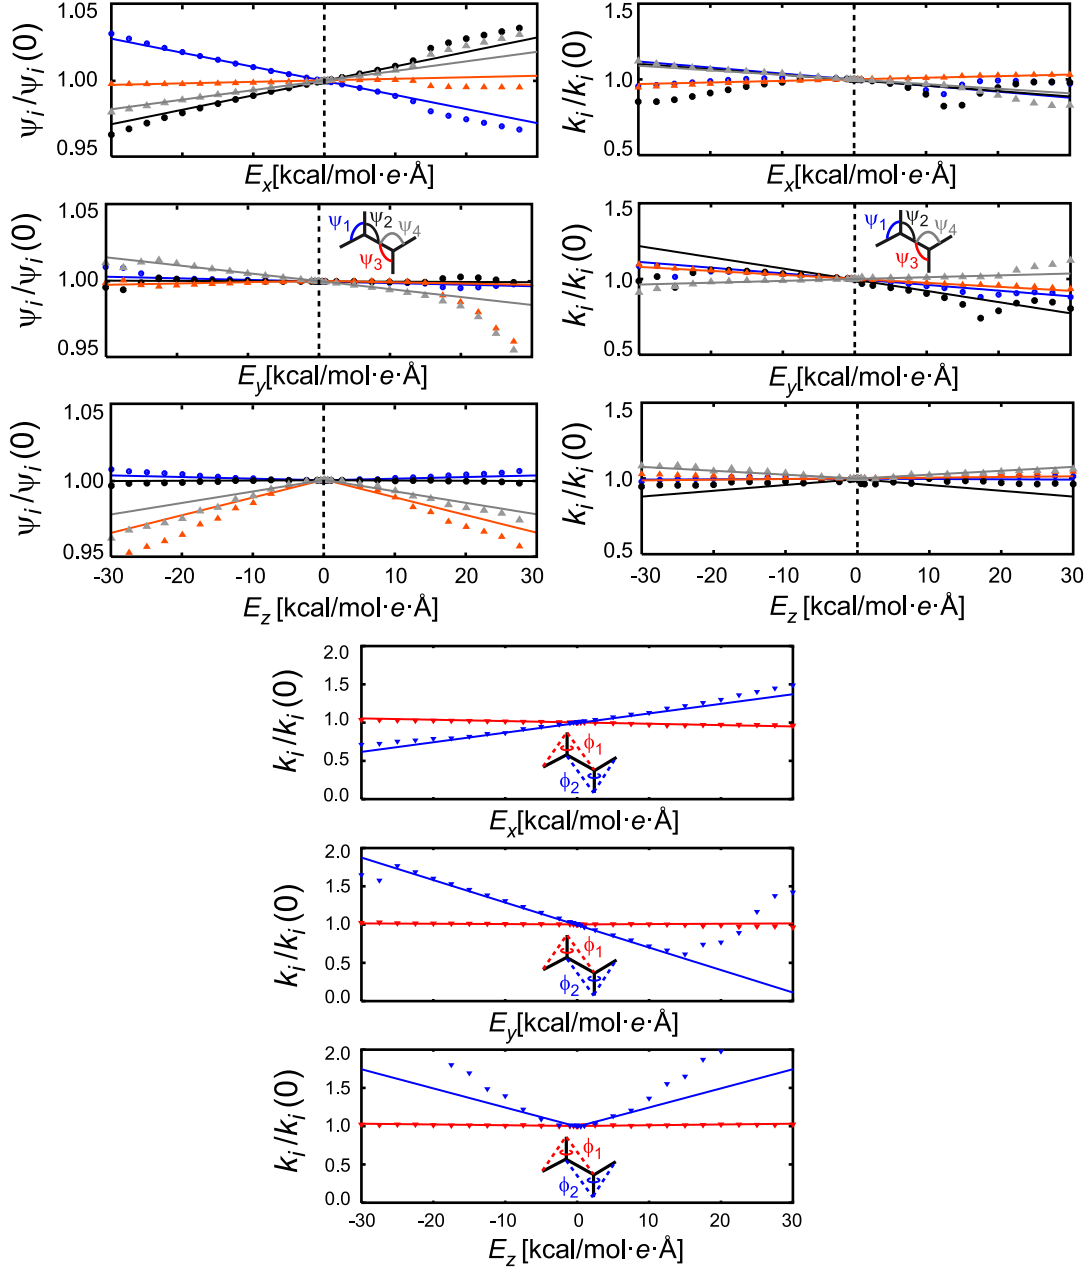 1.05
1.00
0.95
ψi/ψi(0)
Ex[kcal/mol·e·Å]
1.5
1.0
0.5
ki/ki(0)
Ex[kcal/mol·e·Å]
1.05
1.00
0.95
ψi/ψi(0)
ψ1 ψ2 ψ4
ψ3
Ey[kcal/mol·e·Å]
1.5
1.0
0.5
ki/ki(0)
ψ1 ψ2 ψ4
ψ3
Ey[kcal/mol·e·Å]
1.05
1.00
0.95
ψi/ψi(0)
-30 -20 -10 0 10 20 30
Ez[kcal/mol·e·Å]
1.5
1.0
0.5
ki/ki(0)
-30 -20 -10 0 10 20 30
Ez[kcal/mol·e·Å]
2.0
1.5
1.0
0.5
0.0
ki/ki(0)
ϕ1
ϕ2
Ex[kcal/mol·e·Å]
2.0
1.5
1.0
0.5
0.0
ki/ki(0)
ϕ1
ϕ2
Ey[kcal/mol·e·Å]
2.0
1.5
1.0
0.5
0.0
ki/ki(0)
ϕ1
ϕ2
-30 -20 -10 0 10 20 30
Ez[kcal/mol·e·Å]